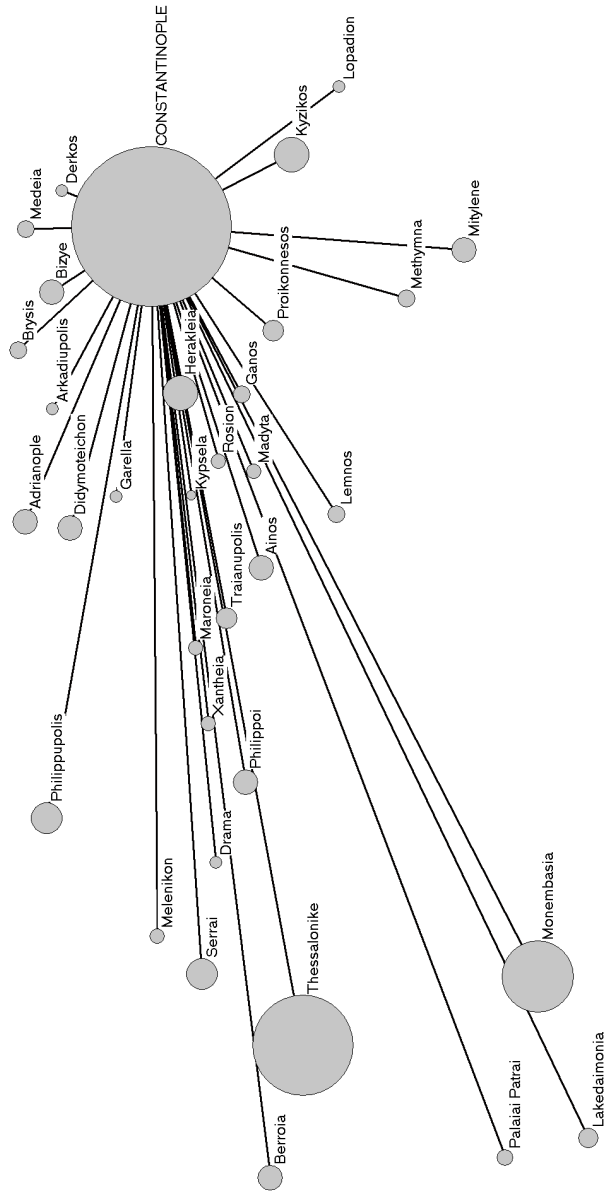 CONSTANTINOPLE
Lopadion
Kyzikos
Derkos
Medeia
Bizye
Mitylene
Methymna
Proikonnesos
Brysis
Arkadiupolis
Herakleia
Ganos
Adrianople
Didymoteichon
Garella
Kypsela
Rosion
Madyta
Lemnos
Ainos
Traianupolis
Maroneia
Xantheia
Philippoi
Philippupolis
Drama
Melenikon
Serrai
Thessalonike
Monembasia
Berroia
Palaiai Patrai
Lakedaimonia